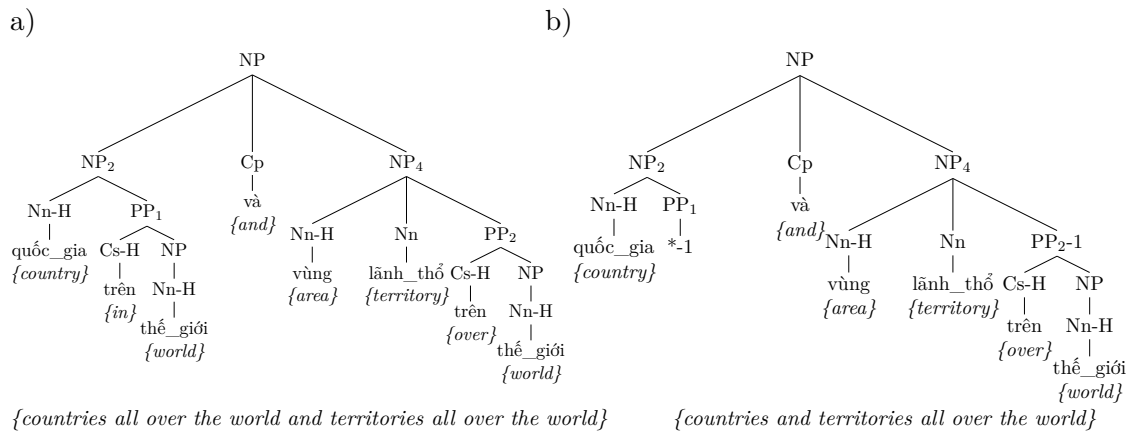 a)
NP
NP₂ Cp NP₄
Nn-H PP₁ và {and} Nn-H Nn PP₂
quốc_gia {country} Cs-H NP vùng {area} lãnh_thổ {territory} Cs-H NP
trên {in} Nn-H trên {over} Nn-H
thế_giới {world} thế_giới {world}
{countries all over the world and territories all over the world}
b)
NP
NP₂ Cp NP₄
Nn-H PP₁ và {and} Nn-H Nn PP₂-1
quốc_gia {country} *-1 vùng {area} lãnh_thổ {territory} Cs-H NP
trên {over} Nn-H
thế_giới {world}
{countries and territories all over the world}